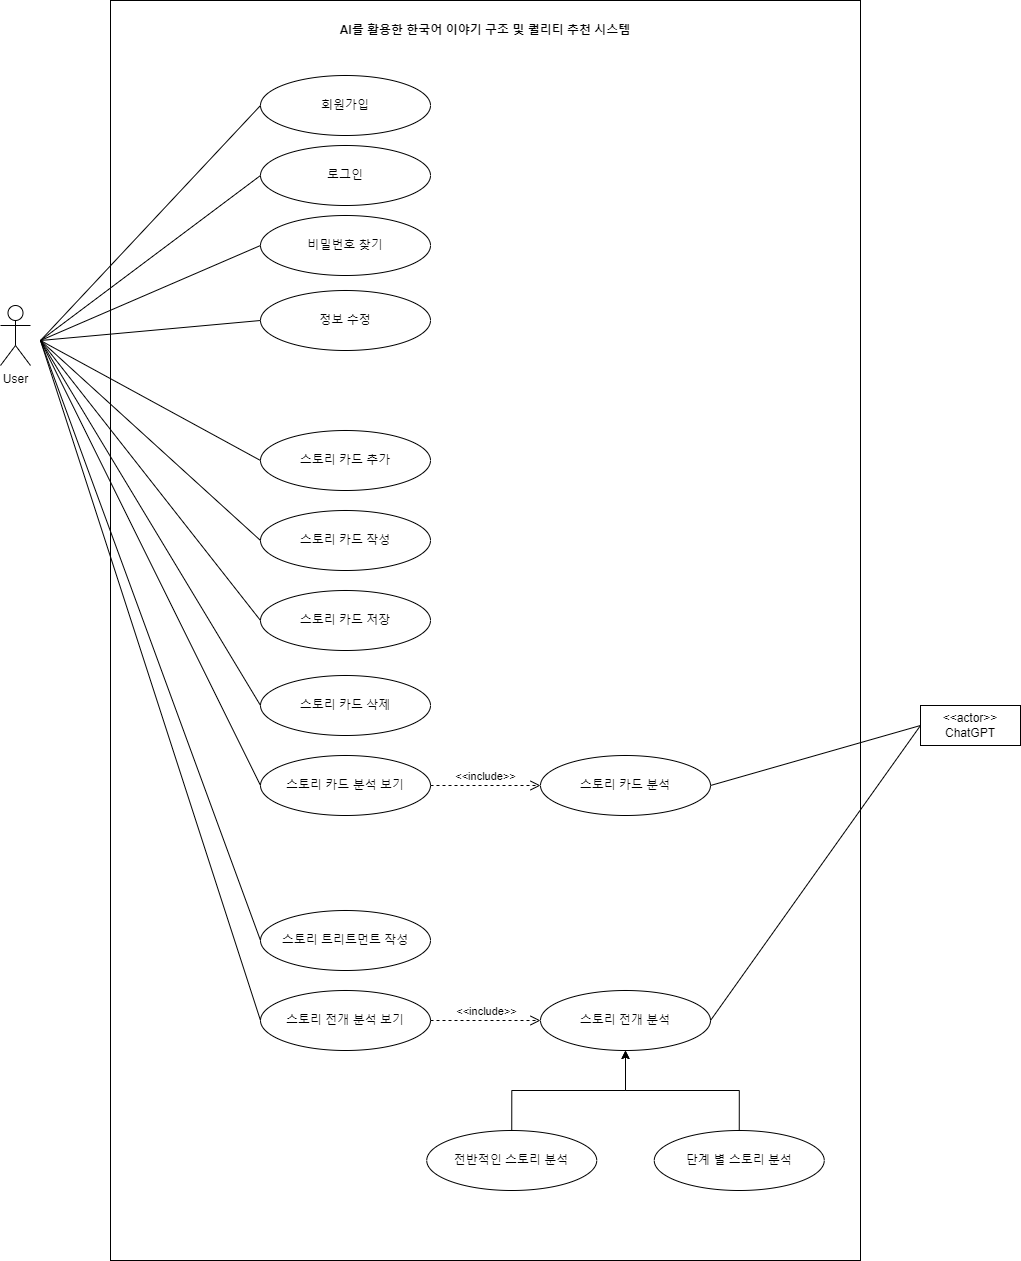 AI를 활용한 한국어 이야기 구조 및 퀄리티 추천 시스템
회원가입
로그인
비밀번호 찾기
정보 수정
User
스토리 카드 추가
스토리 카드 작성
스토리 카드 저장
스토리 카드 삭제
<<actor>>
ChatGPT
스토리 카드 분석 보기
<<include>>
스토리 카드 분석
스토리 트리트먼트 작성
스토리 전개 분석 보기
<<include>>
스토리 전개 분석
전반적인 스토리 분석
단계 별 스토리 분석